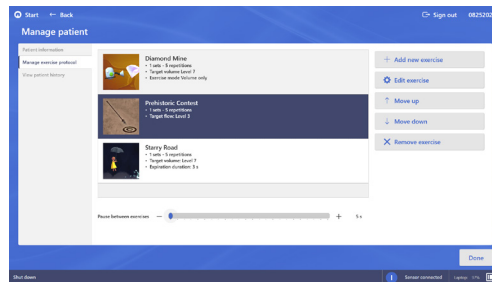 Start ← Back
Sign out 0825202
Manage patient
Patient information
Manage exercise protocol
View patient history
Diamond Mine
• 1 sets - 5 repetitions
• Target volume Level 7
• Exercise mode Volume only
Prehistoric Contest
• 1 sets - 5 repetitions
• Target flow: Level 3
Starry Road
• 1 sets - 5 repetitions
• Target volume: Level 7
• Expiration duration: 3 s
Add new exercise
Edit exercise
↑ Move up
↓ Move down
Remove exercise
Pause between exercises − + 5 s
Done
Shut down
Sensor connected